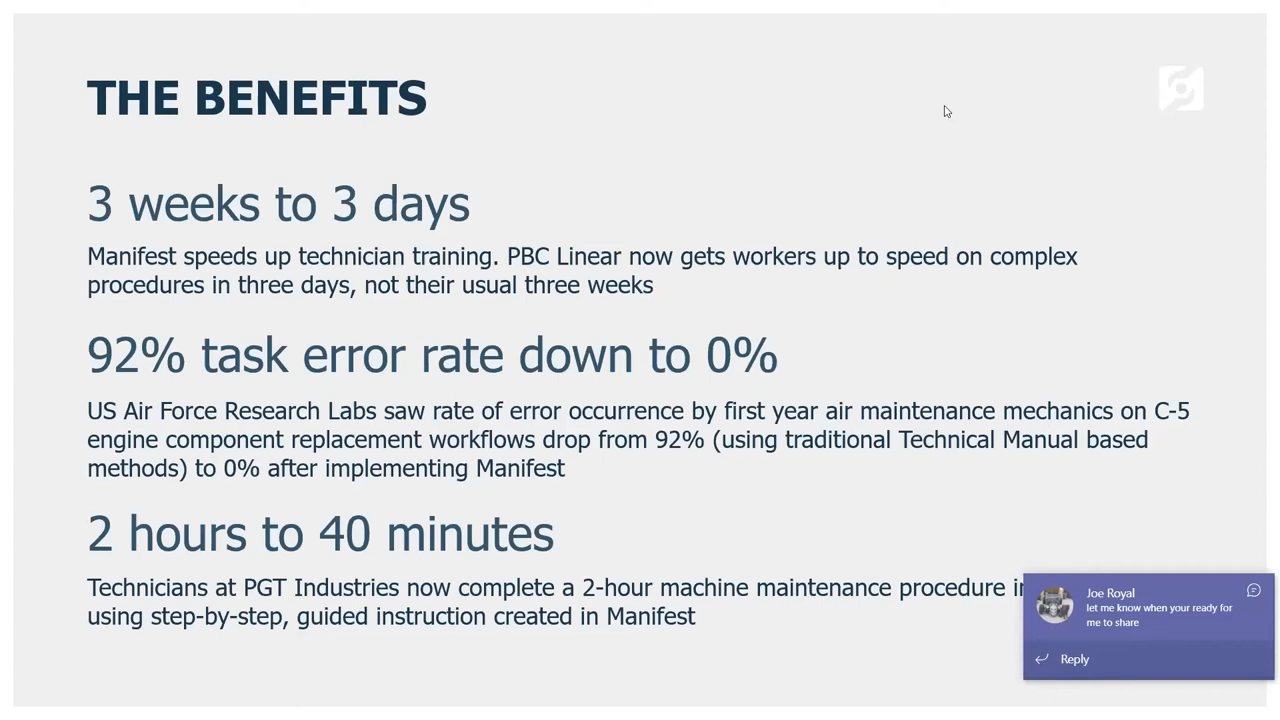 THE BENEFITS
3 weeks to 3 days
Manifest speeds up technician training. PBC Linear now gets workers up to speed on complex
procedures in three days, not their usual three weeks
92% task error rate down to 0%
US Air Force Research Labs saw rate of error occurrence by first year air maintenance mechanics on C-5
engine component replacement workflows drop from 92% (using traditional Technical Manual based
methods) to 0% after implementing Manifest
2 hours to 40 minutes
Technicians at PGT Industries now complete a 2-hour machine maintenance procedure
using step-by-step, guided instruction created in Manifest
Joe Royal
let me know when your ready for
me to share
Reply